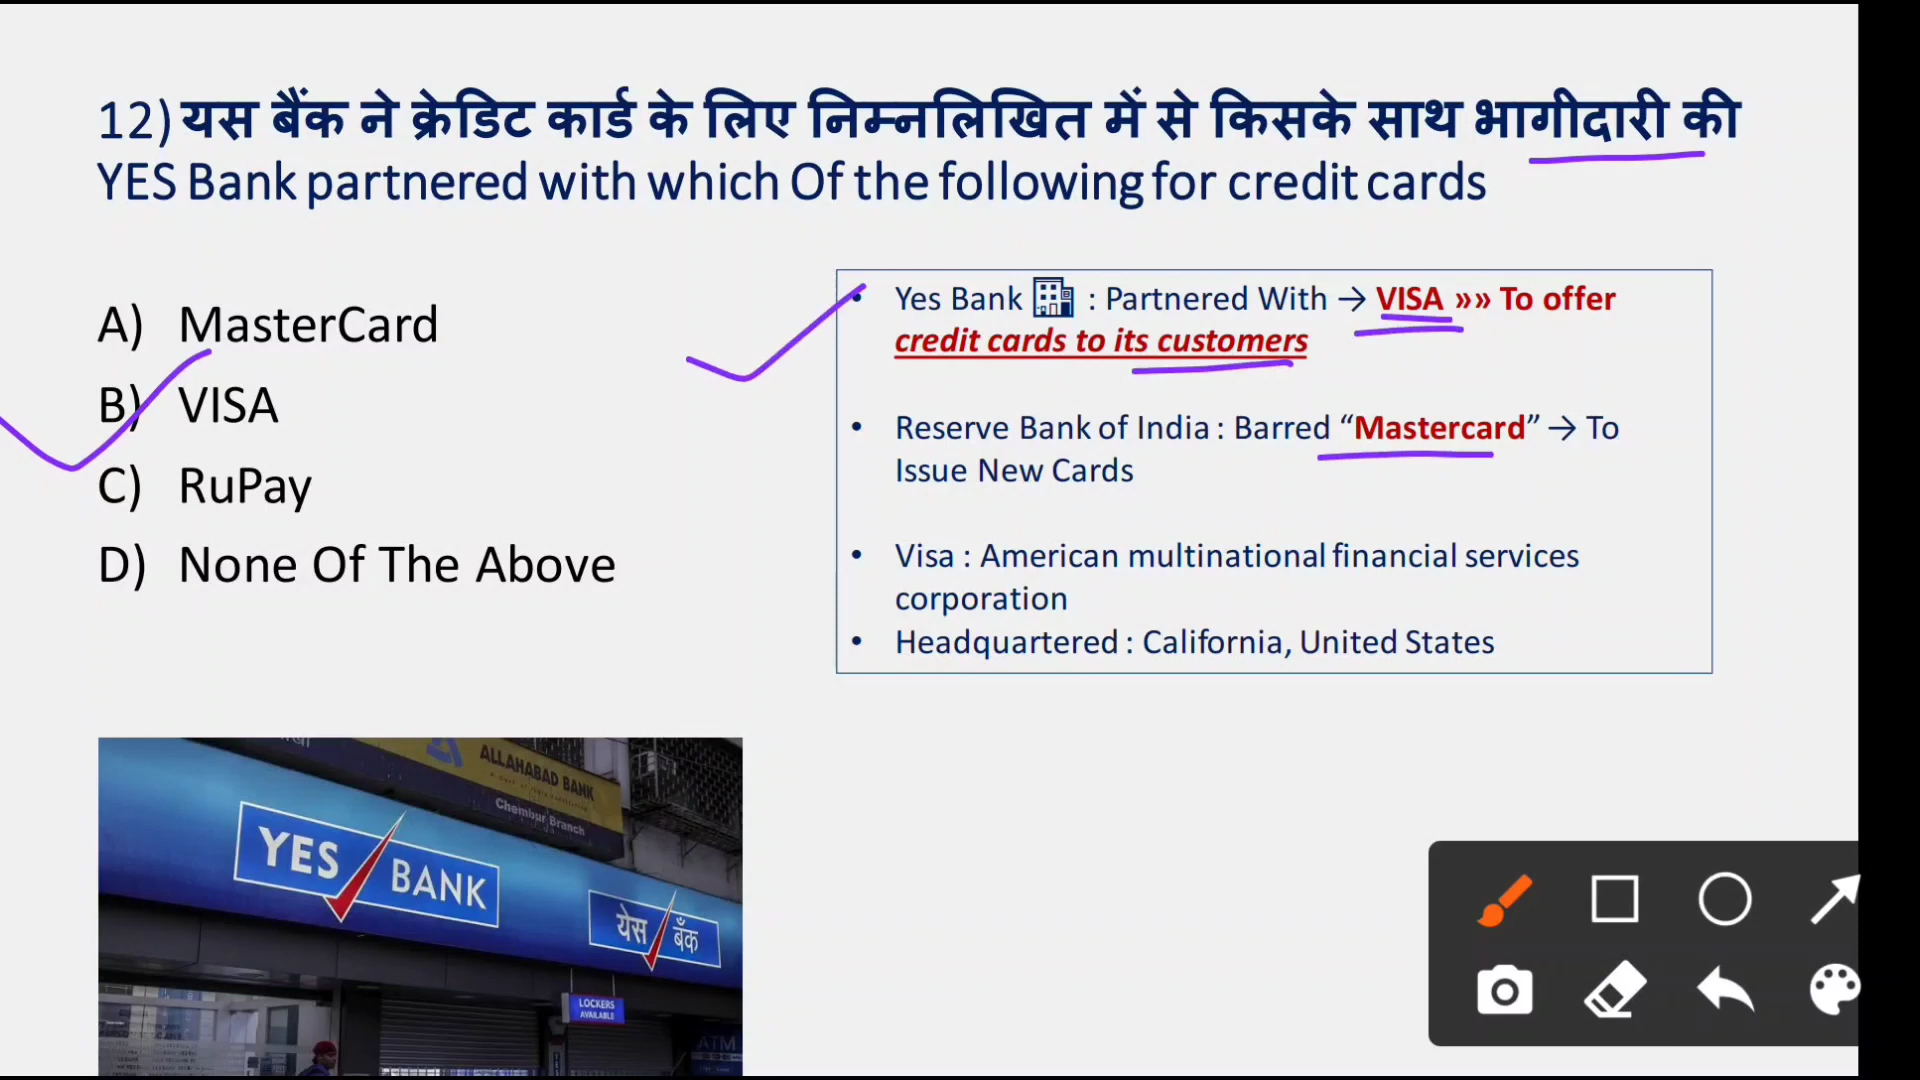 12) यस बैंक ने क्रेडिट कार्ड के लिए निम्नलिखित में से किसके साथ भागीदारी की
YES Bank partnered with which Of the following for credit cards
A) MasterCard
B) VISA
C) RuPay
D) None Of The Above
• Yes Bank : Partnered With → VISA »» To offer
credit cards to its customers
• Reserve Bank of India : Barred “Mastercard” → To
Issue New Cards
• Visa : American multinational financial services
corporation
• Headquartered : California, United States
ALLAHABAD BANK
Chembur Branch
YES BANK
येस बँक
LOCKERS
AVAILABLE
ATM